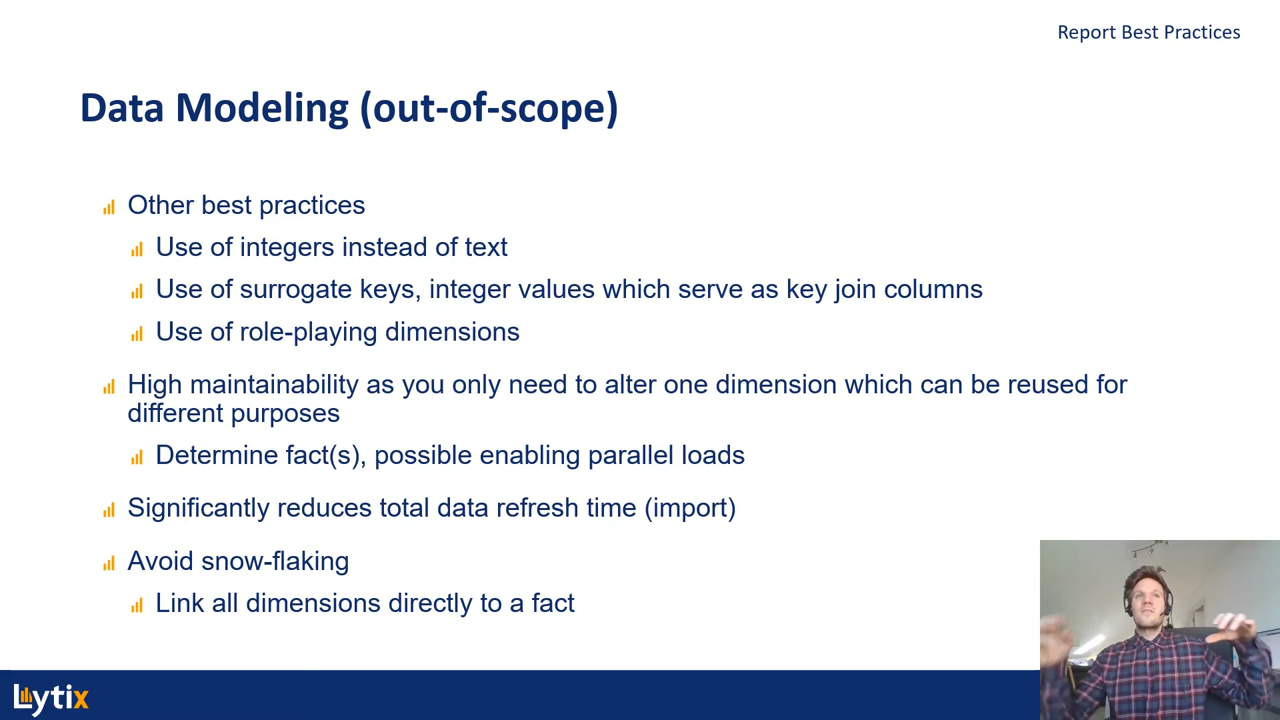 Report Best Practices
Data Modeling (out-of-scope)
Other best practices
Use of integers instead of text
Use of surrogate keys, integer values which serve as key join columns
Use of role-playing dimensions
High maintainability as you only need to alter one dimension which can be reused for
different purposes
Determine fact(s), possible enabling parallel loads
Significantly reduces total data refresh time (import)
Avoid snow-flaking
Link all dimensions directly to a fact
Lytix